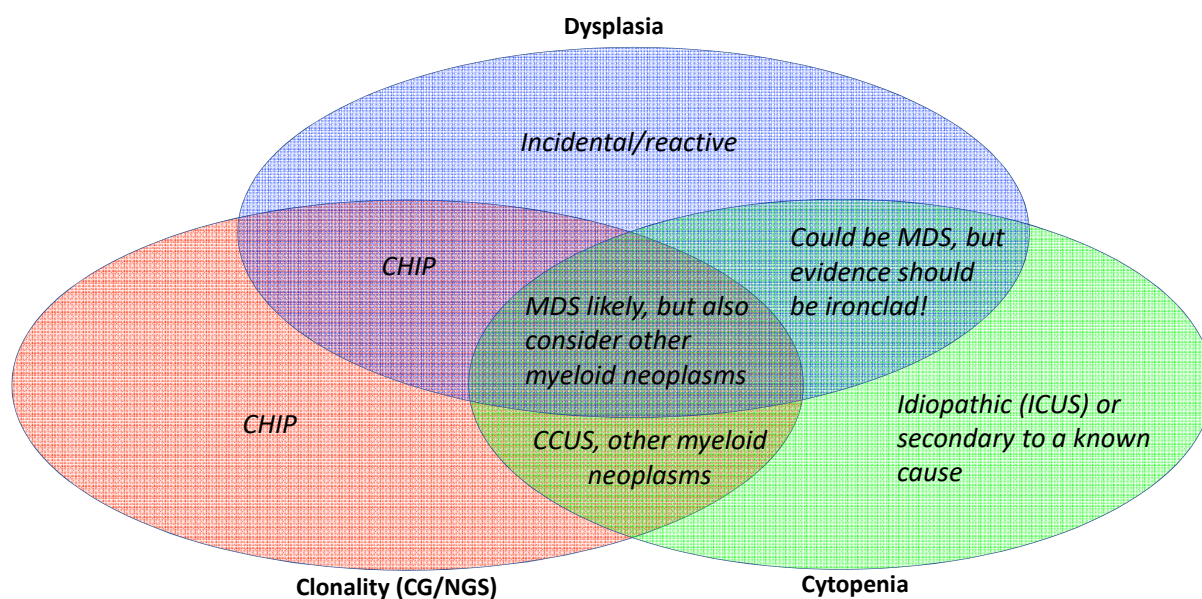 Dysplasia
Incidental/reactive
CHIP
Could be MDS, but
evidence should
be ironclad!
MDS likely, but also
consider other
myeloid neoplasms
CHIP
CCUS, other myeloid
neoplasms
Idiopathic (ICUS) or
secondary to a known
cause
Clonality (CG/NGS)
Cytopenia